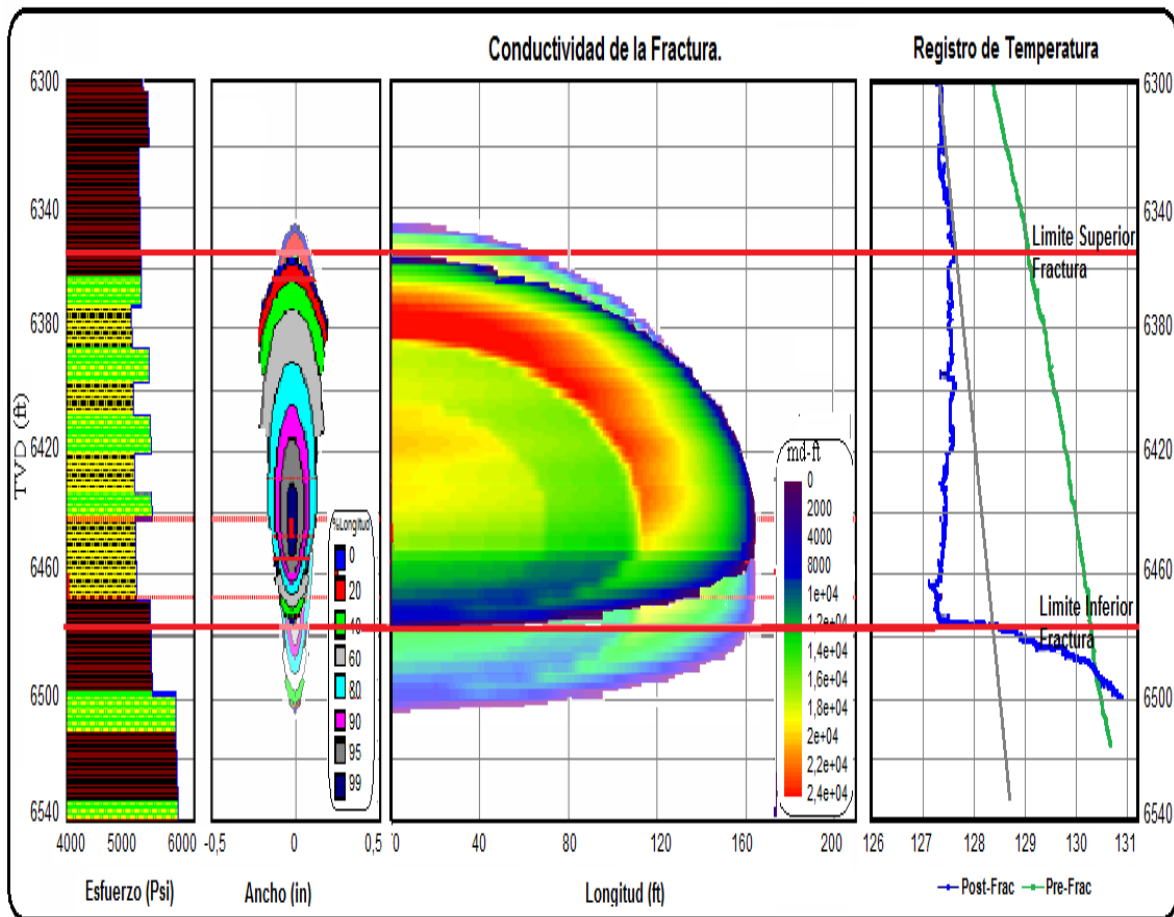 Conductividad de la Fractura.
Registro de Temperatura
6300
6340
6380
6420
6460
6500
6540
TVD (ft)
4000 5000 6000
Esfuerzo (Psi)
-0,5 0 0,5
Ancho (in)
%Longitud
0
20
40
60
80
90
95
99
0 40 80 120 160 200
Longitud (ft)
md-ft
0
2000
4000
8000
1e+04
1,2e+04
1,4e+04
1,6e+04
1,8e+04
2e+04
2,2e+04
2,4e+04
Limite Superior
Fractura
Limite Inferior
Fractura
6300
6340
6380
6420
6460
6500
6540
126 127 128 129 130 131
Post-Frac Pre-Frac